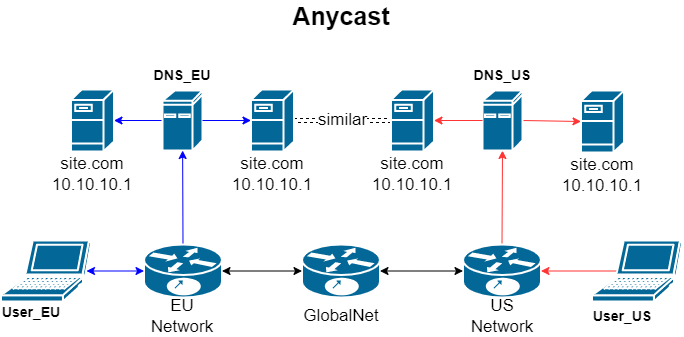 Anycast
DNS_EU
DNS_US
similar
site.com
10.10.10.1
site.com
10.10.10.1
site.com
10.10.10.1
site.com
10.10.10.1
User_EU
EU
Network
GlobalNet
US
Network
User_US